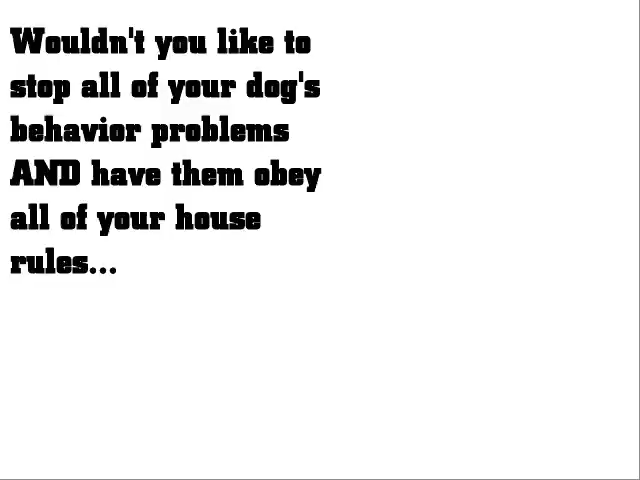 Wouldn't you like to
stop all of your dog's
behavior problems
AND have them obey
all of your house
rules...